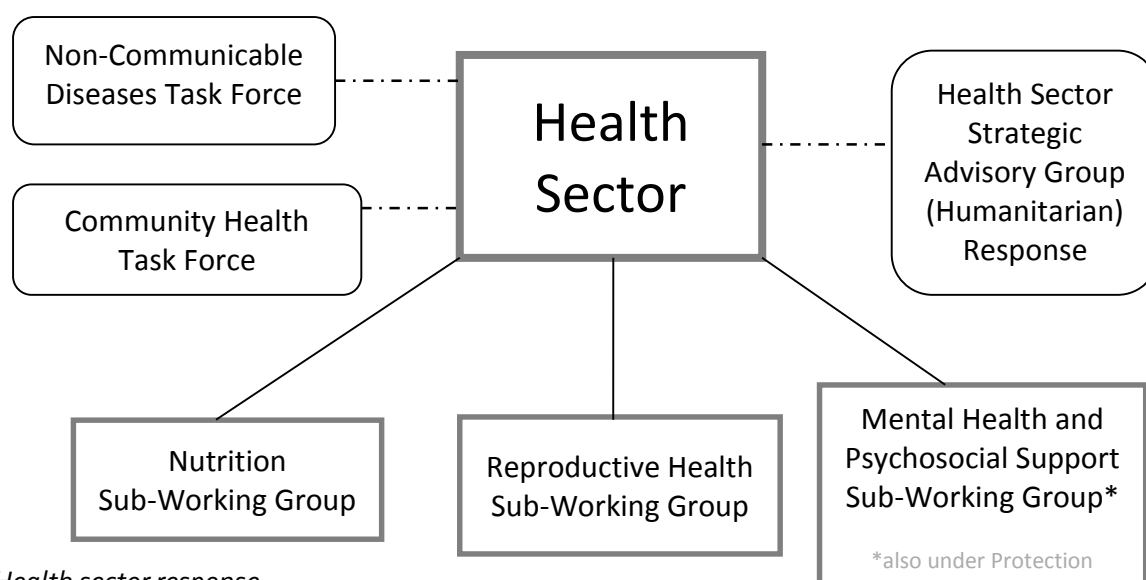 Non-Communicable
Diseases Task Force
Community Health
Task Force
Health
Sector
Health Sector
Strategic
Advisory Group
(Humanitarian)
Response
Nutrition
Sub-Working Group
Reproductive Health
Sub-Working Group
Mental Health and
Psychosocial Support
Sub-Working Group*
*also under Protection
Health sector response